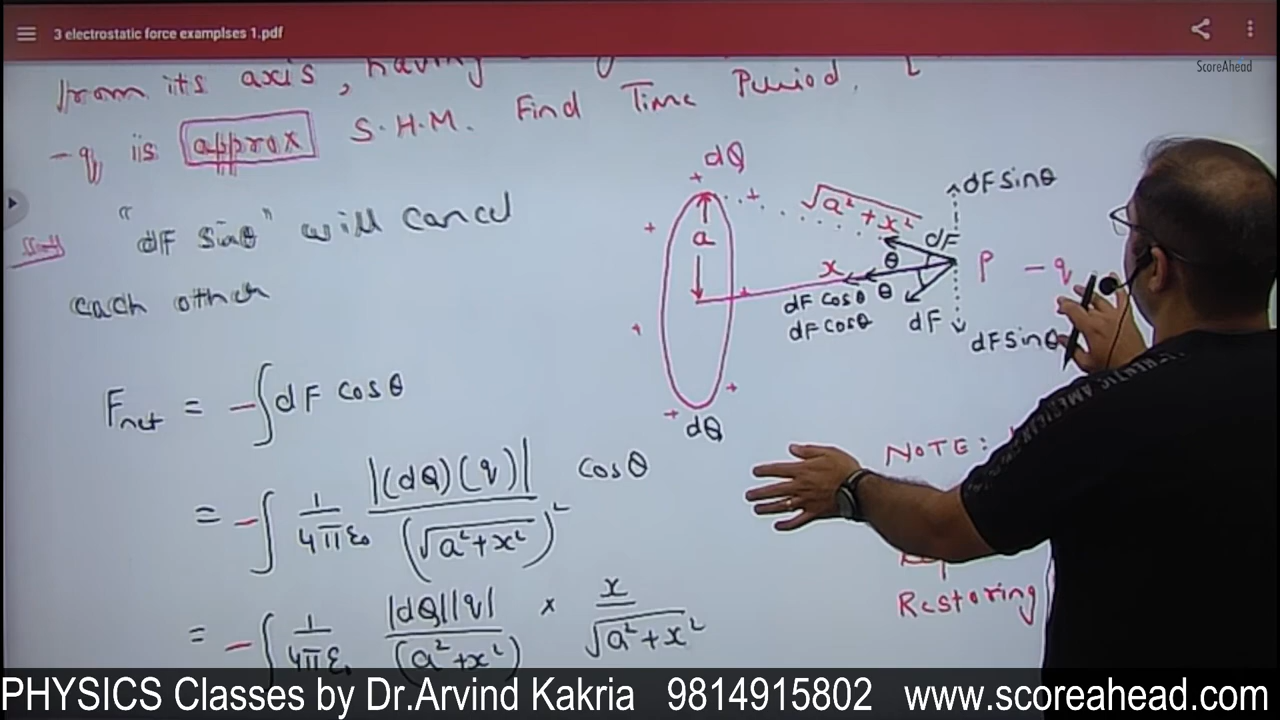 3 electrostatic force examplses 1.pdf
ScoreAhead
from its axis, having
-q is approx S.H.M. Find Time Period.
"dF sinθ" will cancel
each other
dQ
a
√a²+x²
x
dF sinθ
dF
θ
P -q
dF cosθ θ
dF cosθ
dF
dF sinθ
dQ
F_net = -∫dF cosθ
= -∫ 1/4πε₀ |(dQ)(q)|/(√a²+x²)² cosθ
NOTE:
= -∫ 1/4πε₀ |dQ||q|/(a²+x²) × x/√a²+x²
Restoring
PHYSICS Classes by Dr.Arvind Kakria 9814915802 www.scoreahead.com